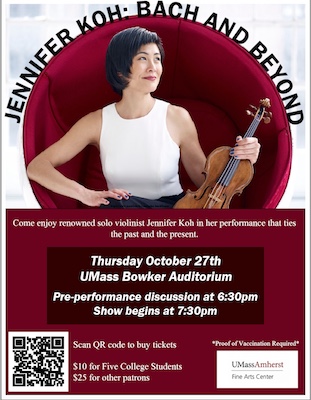 JENNIFER KOH: BACH AND BEYOND
Come enjoy renowned solo violinist Jennifer Koh in her performance that ties
the past and the present.
Thursday October 27th
UMass Bowker Auditorium
Pre-performance discussion at 6:30pm
Show begins at 7:30pm
Scan QR code to buy tickets
$10 for Five College Students
$25 for other patrons
*Proof of Vaccination Required*
UMassAmherst
Fine Arts Center